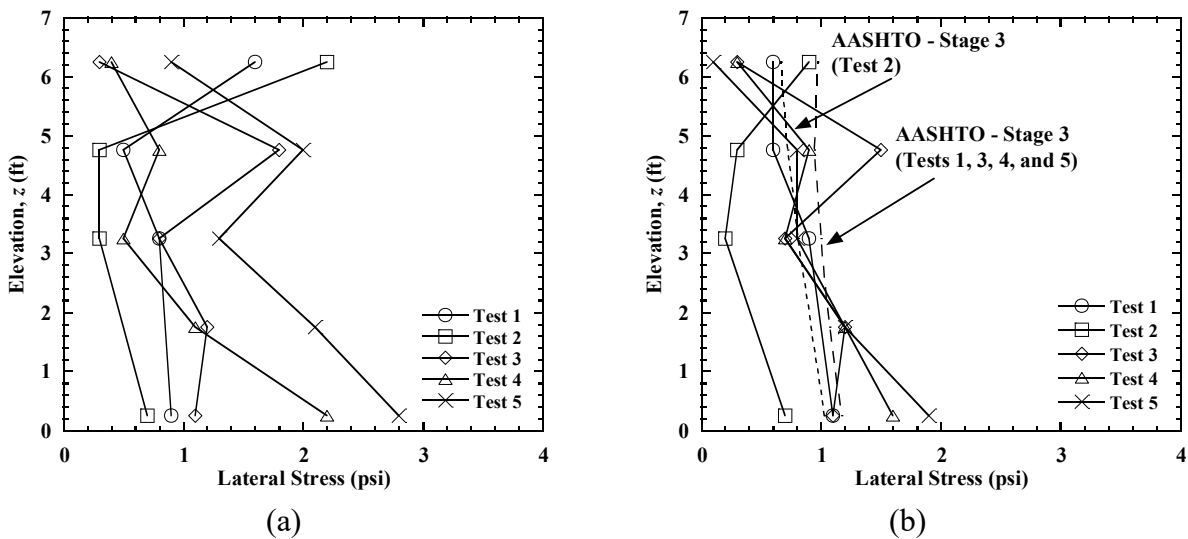 7
6
5
4
3
2
1
0
Elevation, z (ft)
0 1 2 3 4
Lateral Stress (psi)
Test 1
Test 2
Test 3
Test 4
Test 5
(a)
7
6
5
4
3
2
1
0
Elevation, z (ft)
0 1 2 3 4
Lateral Stress (psi)
AASHTO - Stage 3
(Test 2)
AASHTO - Stage 3
(Tests 1, 3, 4, and 5)
Test 1
Test 2
Test 3
Test 4
Test 5
(b)